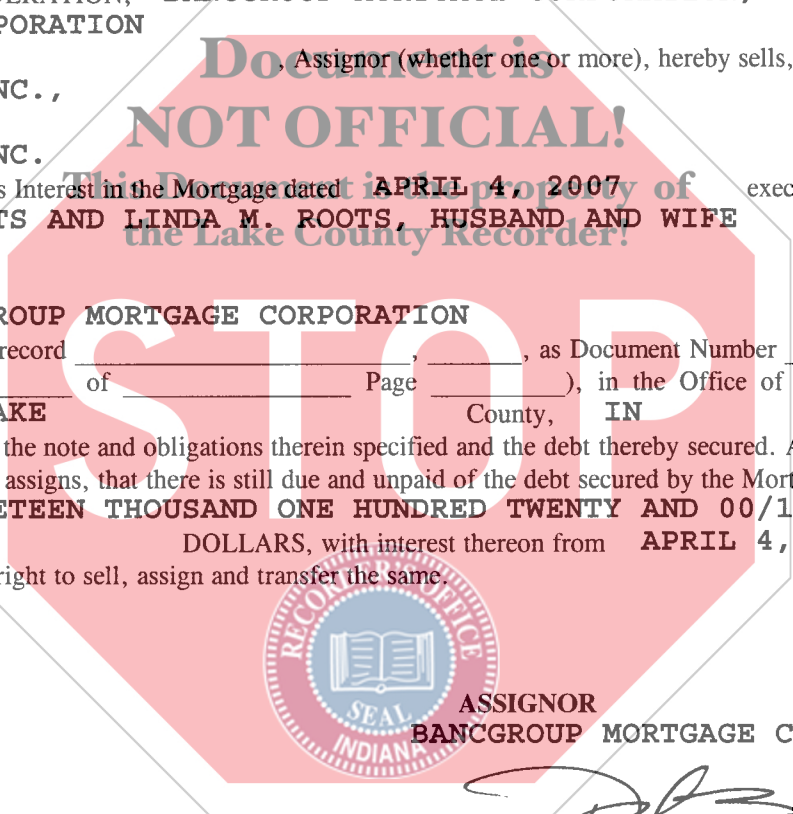 PORATION
Document is
, Assignor (whether one or more), hereby sells,
NC.,
NOT OFFICIAL!
NC.
This Document is the property of
s Interest in the Mortgage dated APRIL 4, 2007 exec
TS AND LINDA M. ROOTS, HUSBAND AND WIFE
the Lake County Recorder!
STOP
ROUP MORTGAGE CORPORATION
record ____, ____, as Document Number
of ____ Page ____), in the Office of
AKE County, IN
the note and obligations therein specified and the debt thereby secured. A
assigns, that there is still due and unpaid of the debt secured by the Mort
ETEEN THOUSAND ONE HUNDRED TWENTY AND 00/1
DOLLARS, with interest thereon from APRIL 4,
right to sell, assign and transfer the same.
RECORDER'S OFFICE
SEAL
INDIANA
ASSIGNOR
BANCGROUP MORTGAGE C